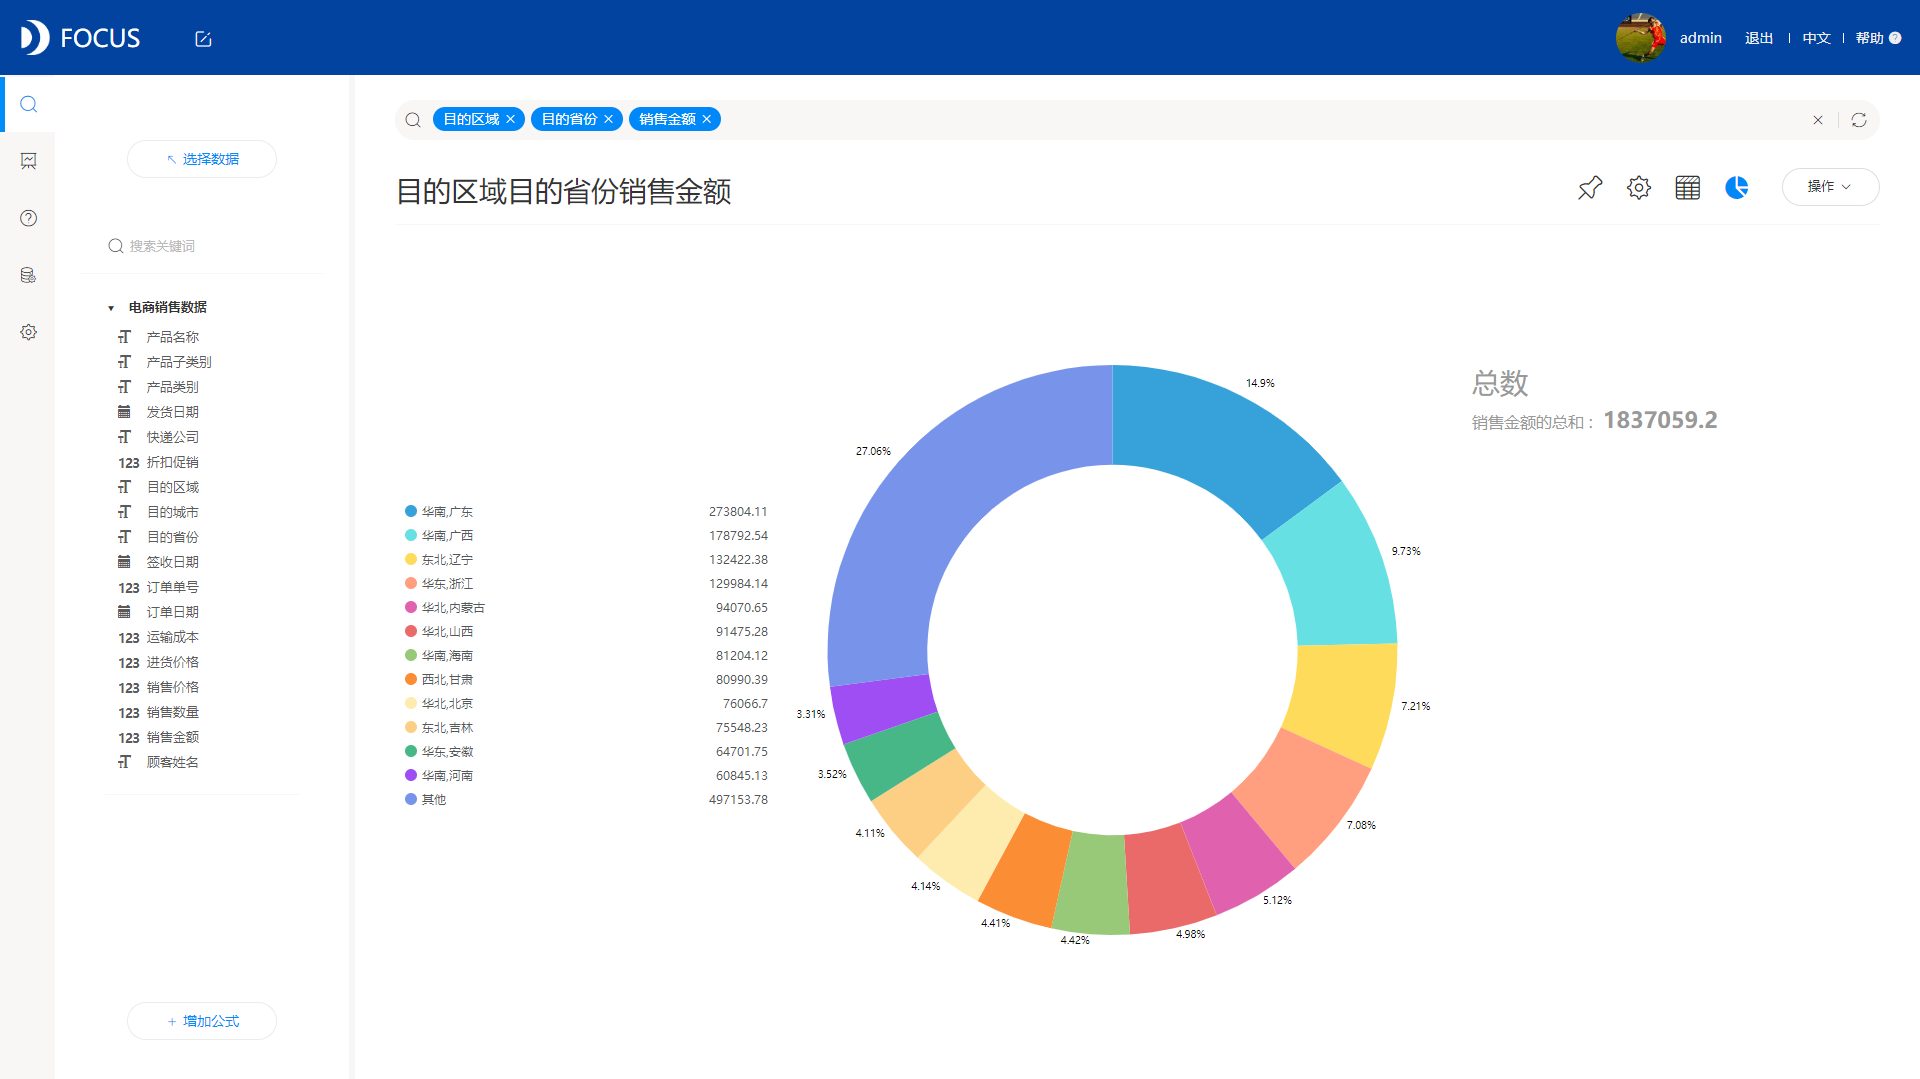 FOCUS
admin 退出 中文 帮助 ?
目的区域 × 目的省份 × 销售金额 ×
选择数据
目的区域目的省份销售金额
操作
搜索关键词
电商销售数据
产品名称
产品子类别
产品类别
发货日期
快递公司
123 折扣促销
目的区域
目的城市
目的省份
签收日期
123 订单单号
订单日期
123 运输成本
123 进货价格
123 销售价格
123 销售数量
123 销售金额
顾客姓名
+ 增加公式
华南,广东 273804.11
华南,广西 178792.54
东北,辽宁 132422.38
华东,浙江 129984.14
华北,内蒙古 94070.65
华北,山西 91475.28
华南,海南 81204.12
西北,甘肃 80990.39
华北,北京 76066.7
东北,吉林 75548.23
华东,安徽 64701.75
华南,河南 60845.13
其他 497153.78
14.9%
9.73%
7.21%
7.08%
5.12%
4.98%
4.42%
4.41%
4.14%
4.11%
3.52%
3.31%
27.06%
总数
销售金额的总和： 1837059.2